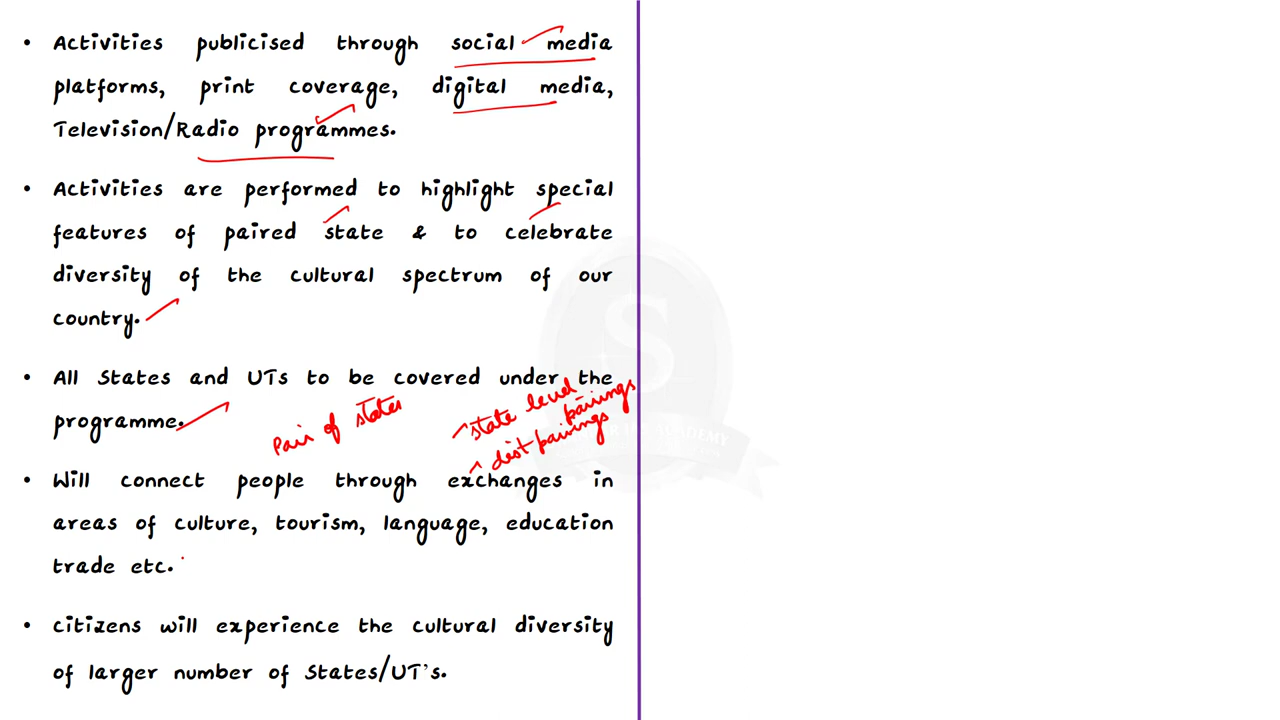 • Activities publicised through social media
platforms, print coverage, digital media,
Television/Radio programmes.
• Activities are performed to highlight special
features of paired state & to celebrate
diversity of the cultural spectrum of our
country.
• All States and UTs to be covered under the
programme.
Pair of states
state level pairings
dist pairings
• Will connect people through exchanges in
areas of culture, tourism, language, education
trade etc.
• citizens will experience the cultural diversity
of larger number of States/UT's.